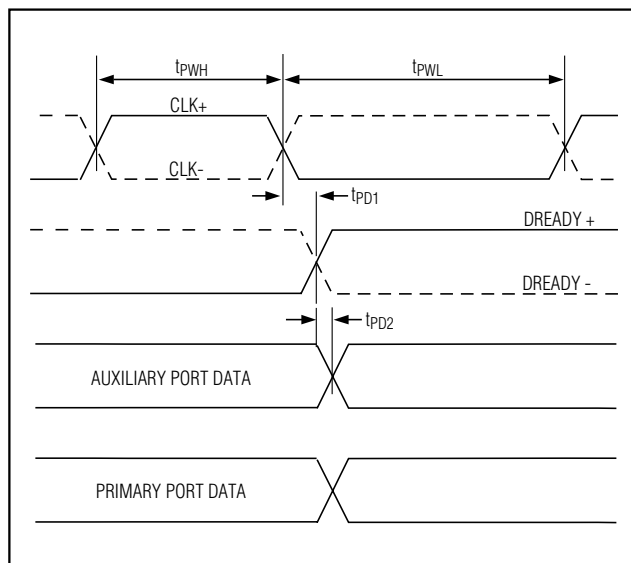 tPWH
tPWL
CLK+
CLK-
tPD1
DREADY +
DREADY -
tPD2
AUXILIARY PORT DATA
PRIMARY PORT DATA